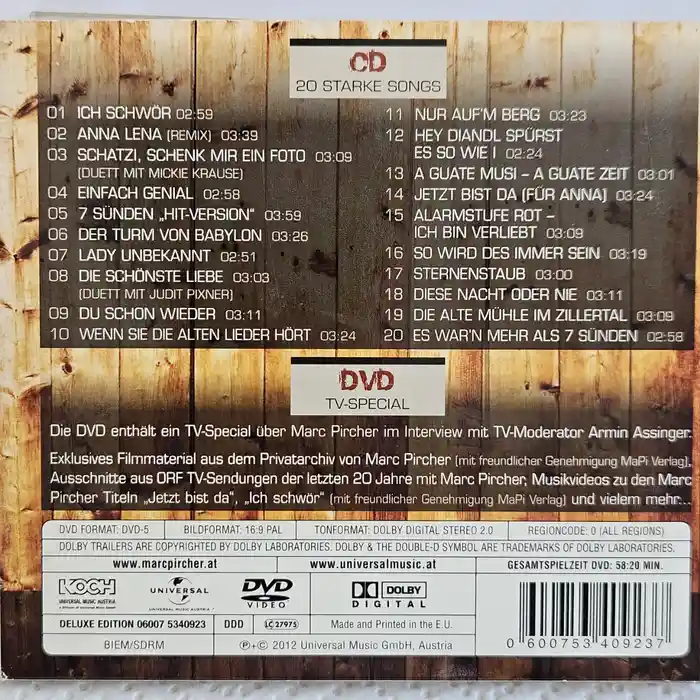 CD
20 STARKE SONGS
01 ICH SCHWÖR 02:59
02 ANNA LENA (REMIX) 03:39
03 SCHATZI, SCHENK MIR EIN FOTO 03:09
(DUETT MIT MICKIE KRAUSE)
04 EINFACH GENIAL 02:58
05 7 SÜNDEN „HIT-VERSION“ 03:59
06 DER TURM VON BABYLON 03:26
07 LADY UNBEKANNT 02:51
08 DIE SCHÖNSTE LIEBE 03:03
(DUETT MIT JUDIT PIXNER)
09 DU SCHON WIEDER 03:11
10 WENN SIE DIE ALTEN LIEDER HÖRT 03:24
11 NUR AUF'M BERG 03:23
12 HEY DIANDL SPÜRST
ES SO WIE I 02:24
13 A GUATE MUSI – A GUATE ZEIT 03:01
14 JETZT BIST DA (FÜR ANNA) 03:24
15 ALARMSTUFE ROT –
ICH BIN VERLIEBT 03:09
16 SO WIRD DES IMMER SEIN 03:19
17 STERNENSTAUB 03:00
18 DIESE NACHT ODER NIE 03:11
19 DIE ALTE MÜHLE IM ZILLERTAL 03:09
20 ES WAR'N MEHR ALS 7 SÜNDEN 02:58
DVD
TV-SPECIAL
Die DVD enthält ein TV-Special über Marc Pircher im Interview mit TV-Moderator Armin Assinger.
Exklusives Filmmaterial aus dem Privatarchiv von Marc Pircher (mit freundlicher Genehmigung MaPi Verlag),
Ausschnitte aus ORF TV-Sendungen der letzten 20 Jahre mit Marc Pircher, Musikvideos zu den Marc
Pircher Titeln „Jetzt bist da“, „Ich schwör“ (mit freundlicher Genehmigung MaPi Verlag) und vielem mehr...
DVD FORMAT: DVD-5 BILDFORMAT: 16:9 PAL TONFORMAT: DOLBY DIGITAL STEREO 2.0 REGIONCODE: 0 (ALL REGIONS)
DOLBY TRAILERS ARE COPYRIGHTED BY DOLBY LABORATORIES. DOLBY & THE DOUBLE-D SYMBOL ARE TRADEMARKS OF DOLBY LABORATORIES.
www.marcpircher.at www.universalmusic.at GESAMTSPIELZEIT DVD: 58:20 MIN.
KOCH UNIVERSAL DVD DOLBY
UNIVERSAL MUSIC AUSTRIA UNIVERSAL MUSIC AUSTRIA VIDEO DIGITAL
DELUXE EDITION 06007 5340923 DDD LC 27975 Made and Printed in the E.U.
BIEM/SDRM ℗+© 2012 Universal Music GmbH, Austria
0 600753 409237